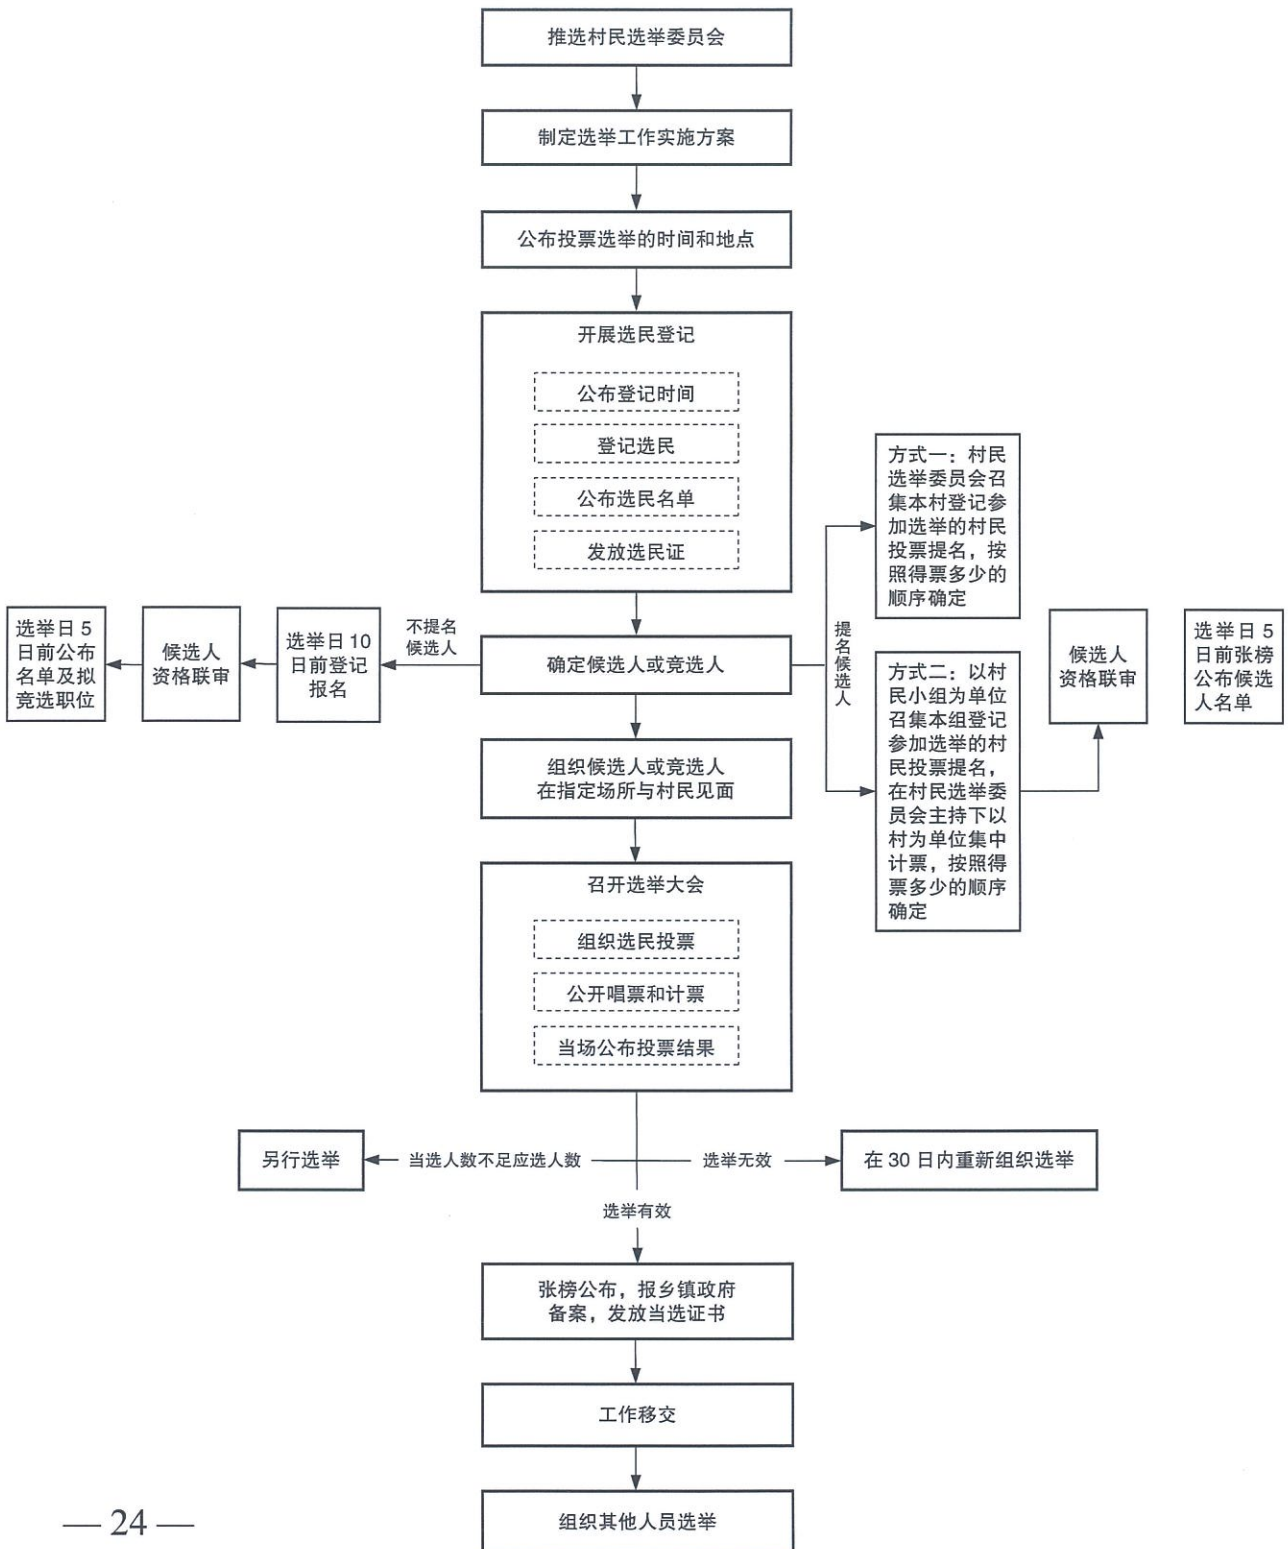 推选村民选举委员会
制定选举工作实施方案
公布投票选举的时间和地点
开展选民登记
公布登记时间
登记选民
公布选民名单
发放选民证
确定候选人或竞选人
不提名
候选人
选举日 10
日前登记
报名
候选人
资格联审
选举日 5
日前公布
名单及拟
竞选职位
提名候选人
方式一：村民
选举委员会召
集本村登记参
加选举的村民
投票提名，按
照得票多少的
顺序确定
方式二：以村
民小组为单位
召集本组登记
参加选举的村
民投票提名，
在村民选举委
员会主持下以
村为单位集中
计票，按照得
票多少的顺序
确定
候选人
资格联审
选举日 5
日前张榜
公布候选
人名单
组织候选人或竞选人
在指定场所与村民见面
召开选举大会
组织选民投票
公开唱票和计票
当场公布投票结果
另行选举
当选人数不足应选人数
选举无效
在 30 日内重新组织选举
选举有效
张榜公布，报乡镇政府
备案，发放当选证书
工作移交
组织其他人员选举
— 24 —